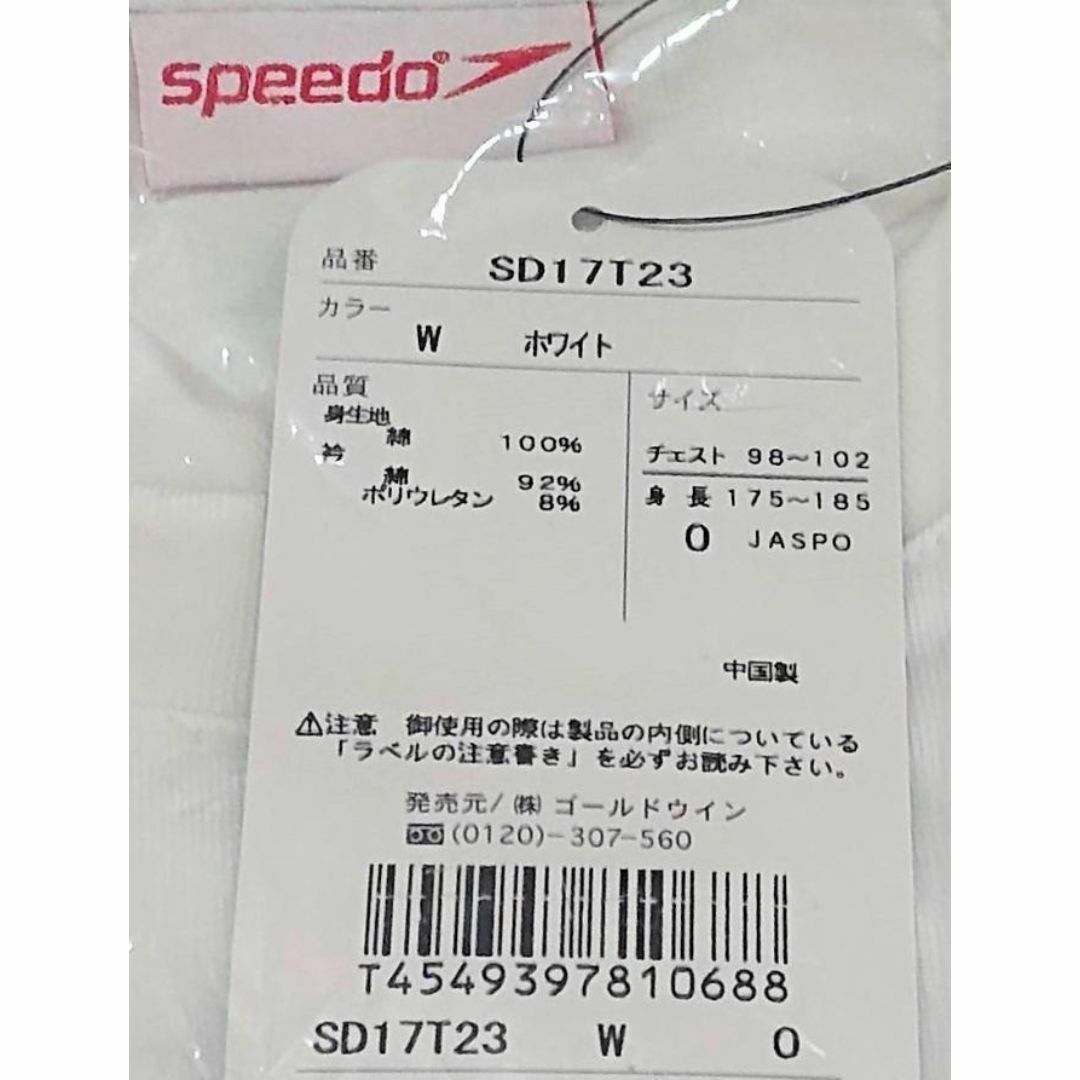 speedo®
品番 SD17T23
カラー
W ホワイト
品質
身生地
綿 100%
衿
綿 92%
ポリウレタン 8%
サイズ
チェスト 98～102
身長 175～185
O JASPO
中国製
⚠注意 御使用の際は製品の内側についている
「ラベルの注意書き」を必ずお読み下さい。
発売元/㈱ゴールドウイン
(0120)-307-560
T4549397810688
SD17T23 W O